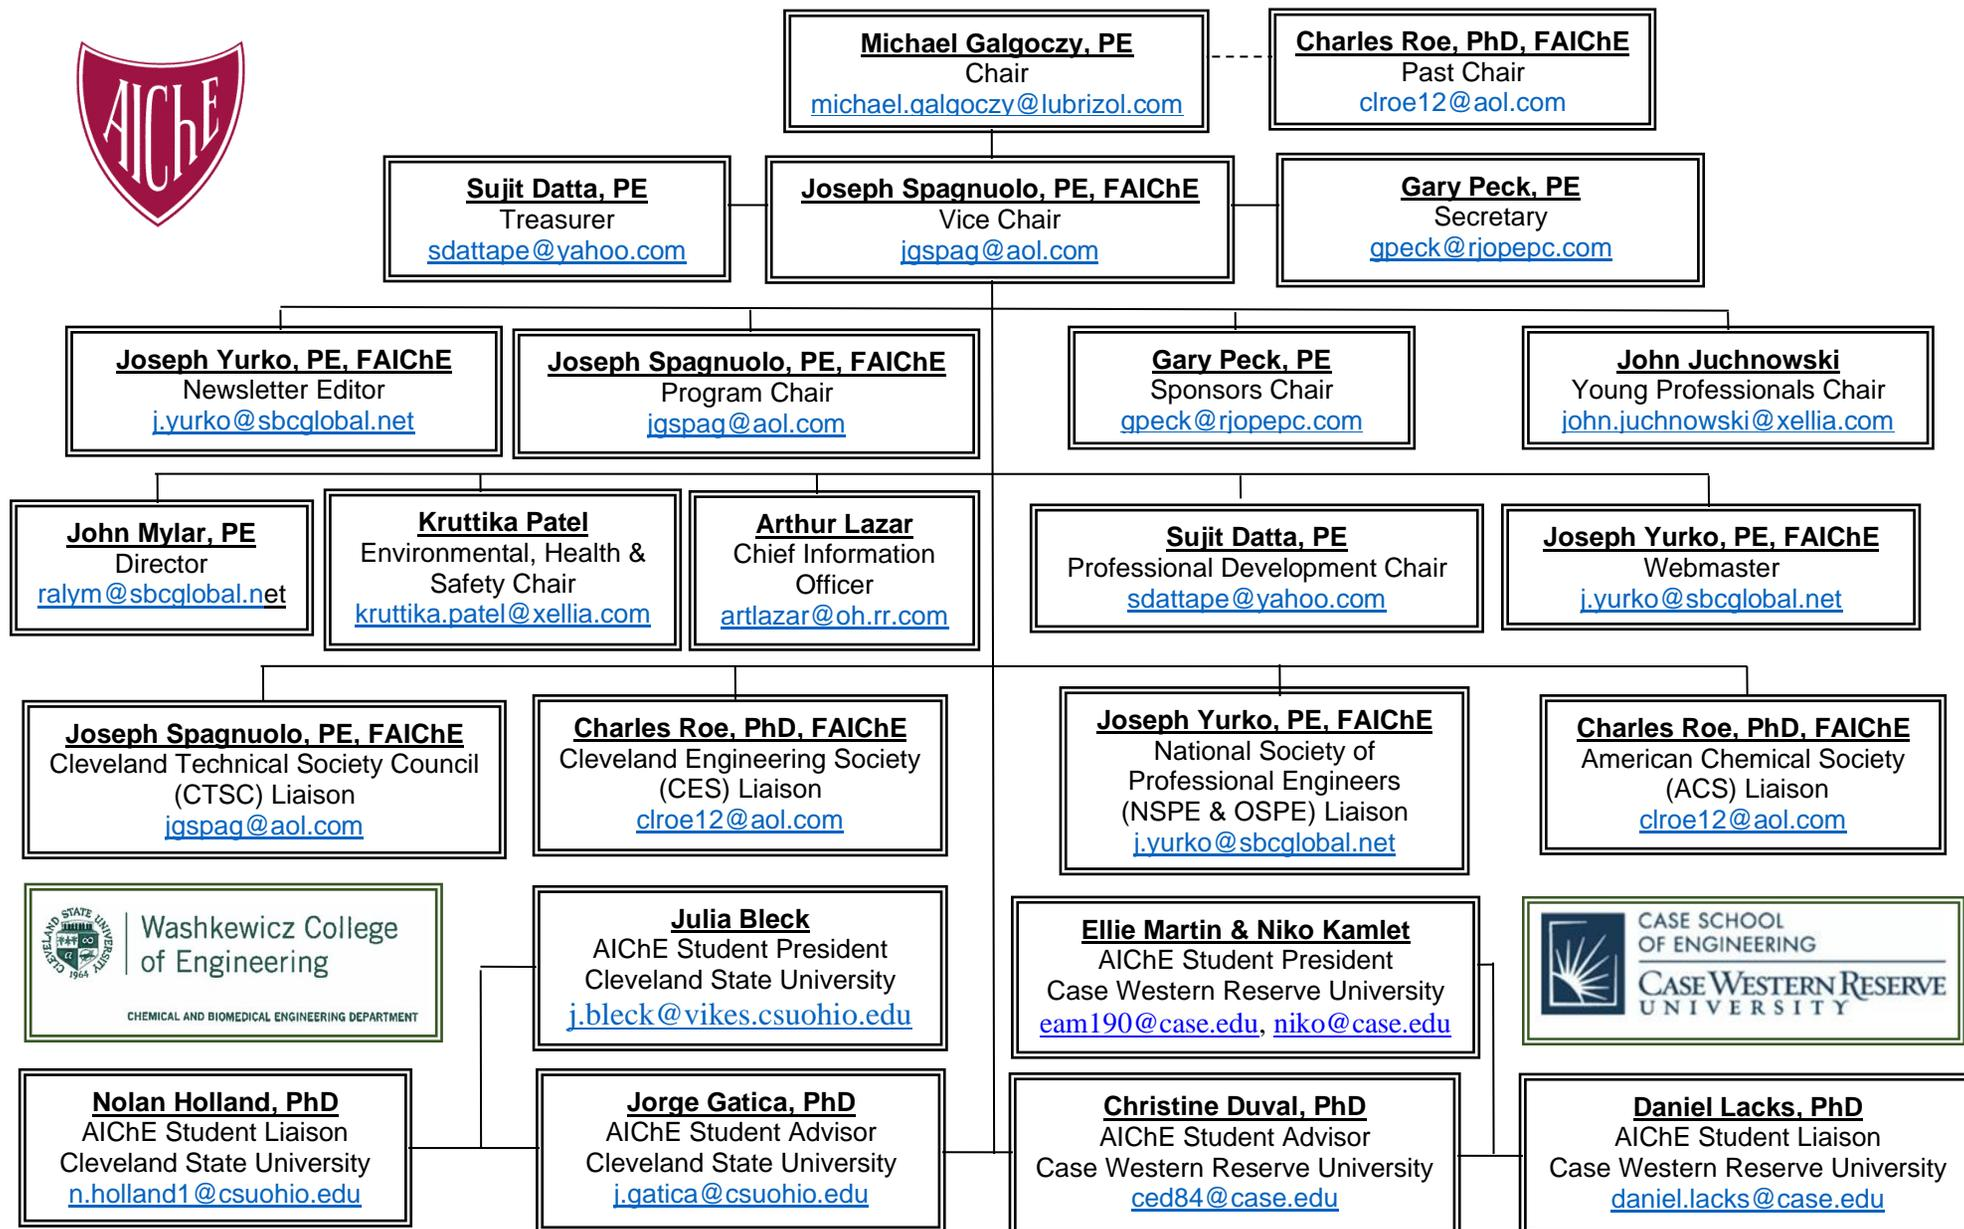 AIChE
Michael Galgoczy, PE
Chair
michael.galgoczy@lubrizol.com
Charles Roe, PhD, FAIChE
Past Chair
clroe12@aol.com
Sujit Datta, PE
Treasurer
sdattape@yahoo.com
Joseph Spagnuolo, PE, FAIChE
Vice Chair
jgspag@aol.com
Gary Peck, PE
Secretary
gpeck@rjopepc.com
Joseph Yurko, PE, FAIChE
Newsletter Editor
j.yurko@sbcglobal.net
Joseph Spagnuolo, PE, FAIChE
Program Chair
jgspag@aol.com
Gary Peck, PE
Sponsors Chair
gpeck@rjopepc.com
John Juchnowski
Young Professionals Chair
john.juchnowski@xellia.com
John Mylar, PE
Director
ralym@sbcglobal.net
Kruttika Patel
Environmental, Health &
Safety Chair
kruttika.patel@xellia.com
Arthur Lazar
Chief Information
Officer
artlazar@oh.rr.com
Sujit Datta, PE
Professional Development Chair
sdattape@yahoo.com
Joseph Yurko, PE, FAIChE
Webmaster
j.yurko@sbcglobal.net
Joseph Spagnuolo, PE, FAIChE
Cleveland Technical Society Council
(CTSC) Liaison
jgspag@aol.com
Charles Roe, PhD, FAIChE
Cleveland Engineering Society
(CES) Liaison
clroe12@aol.com
Joseph Yurko, PE, FAIChE
National Society of
Professional Engineers
(NSPE & OSPE) Liaison
j.yurko@sbcglobal.net
Charles Roe, PhD, FAIChE
American Chemical Society
(ACS) Liaison
clroe12@aol.com
CLEVELAND STATE UNIVERSITY
1964
Washkewicz College
of Engineering
CHEMICAL AND BIOMEDICAL ENGINEERING DEPARTMENT
Julia Bleck
AIChE Student President
Cleveland State University
j.bleck@vikes.csuohio.edu
Ellie Martin & Niko Kamlet
AIChE Student President
Case Western Reserve University
eam190@case.edu, niko@case.edu
CASE SCHOOL
OF ENGINEERING
CASE WESTERN RESERVE
UNIVERSITY
Nolan Holland, PhD
AIChE Student Liaison
Cleveland State University
n.holland1@csuohio.edu
Jorge Gatica, PhD
AIChE Student Advisor
Cleveland State University
j.gatica@csuohio.edu
Christine Duval, PhD
AIChE Student Advisor
Case Western Reserve University
ced84@case.edu
Daniel Lacks, PhD
AIChE Student Liaison
Case Western Reserve University
daniel.lacks@case.edu